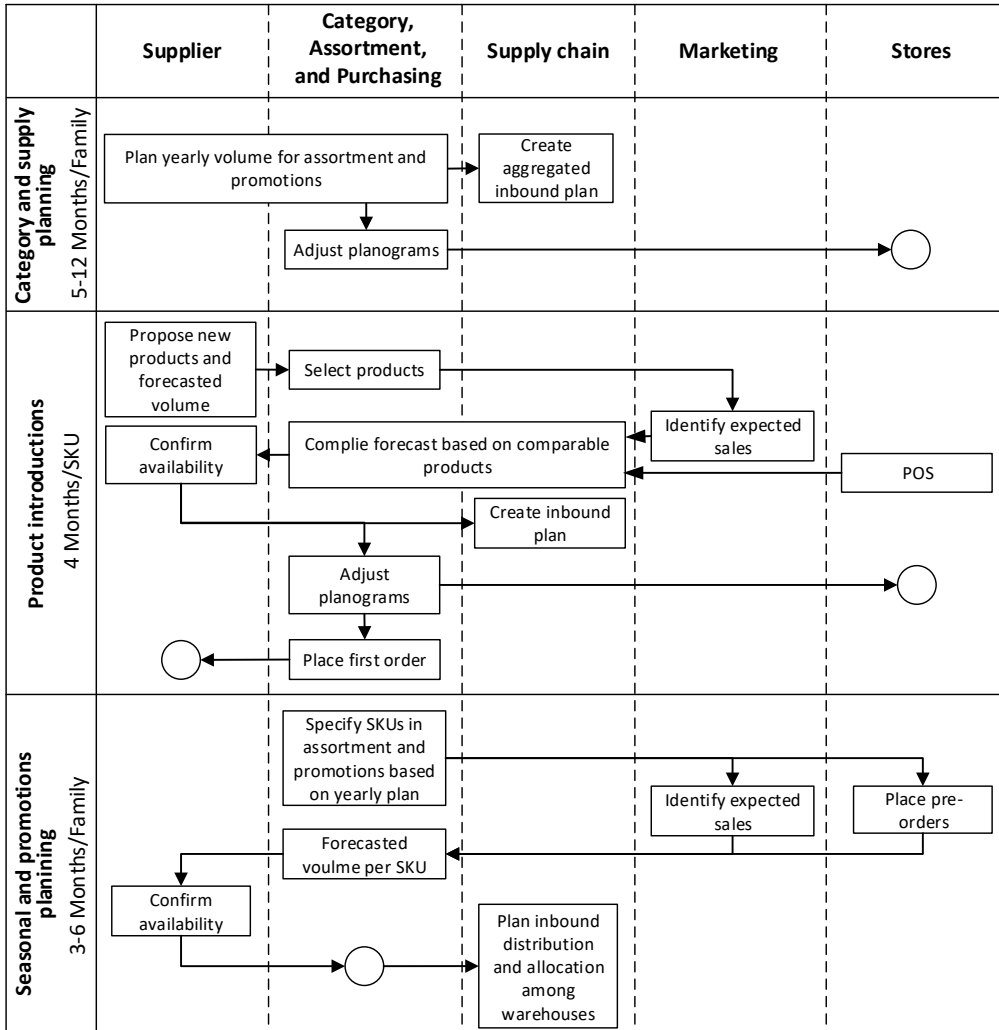 Supplier
Category,
Assortment,
and Purchasing
Supply chain
Marketing
Stores
Category and supply
planning
5-12 Months/Family
Plan yearly volume for assortment and
promotions
Create
aggregated
inbound plan
Adjust planograms
Product introductions
4 Months/SKU
Propose new
products and
forecasted
volume
Select products
Identify expected
sales
Complie forecast based on comparable
products
Confirm
availability
POS
Create inbound
plan
Adjust
planograms
Place first order
Seasonal and promotions
planining
3-6 Months/Family
Specify SKUs in
assortment and
promotions based
on yearly plan
Identify expected
sales
Place pre-
orders
Forecasted
voulme per SKU
Confirm
availability
Plan inbound
distribution
and allocation
among
warehouses